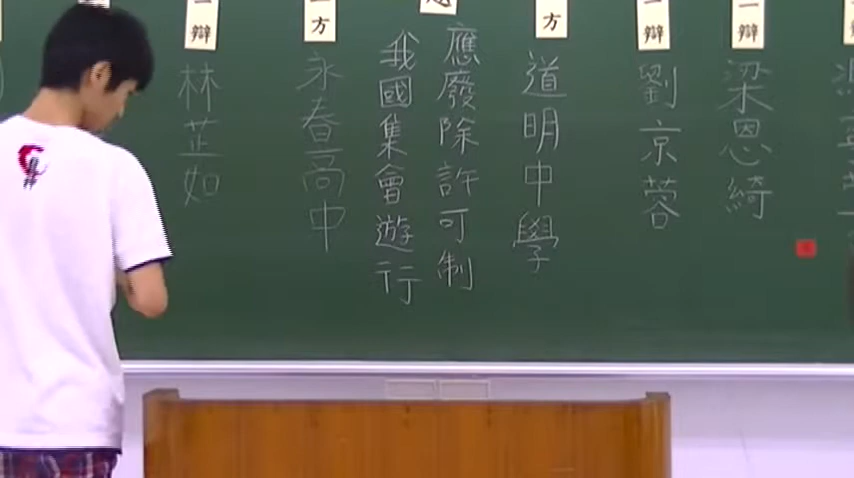 辯
一辯
方
道明中學
劉京蓉
梁恩綺
應廢除許可制
我國集會遊行
方
永春高中
辯
林芷如